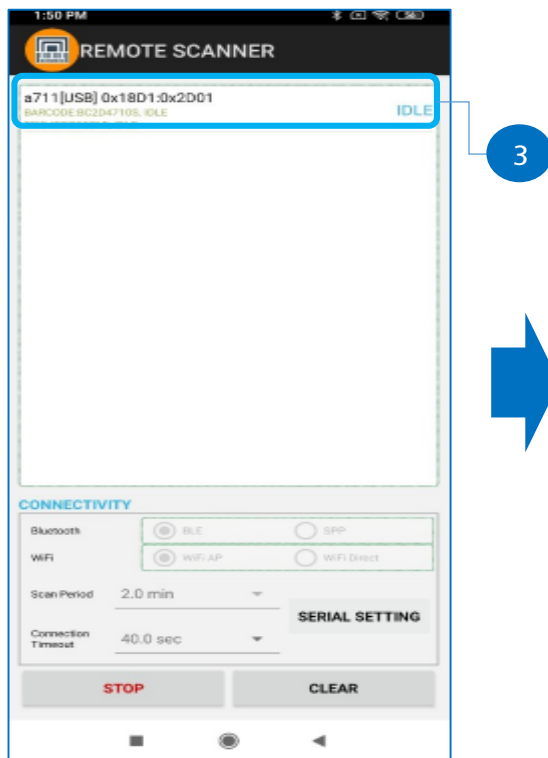 1:50 PM
REMOTE SCANNER
a711[USB] 0x18D1:0x2D01
BARCODE:BC2D4710S, IDLE
IDLE
3
CONNECTIVITY
Bluetooth BLE SPP
WiFi WiFi AP WiFi Direct
Scan Period 2.0 min
SERIAL SETTING
Connection
Timeout 40.0 sec
STOP CLEAR